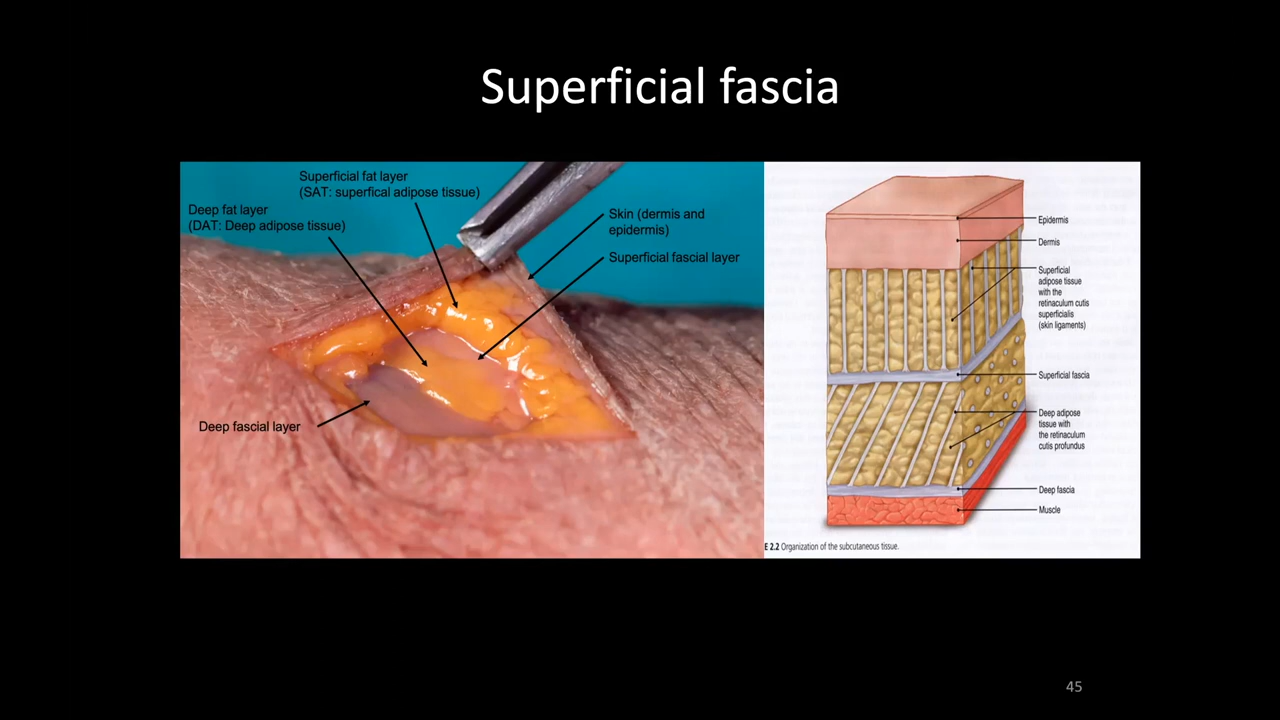 Superficial fascia
Superficial fat layer
(SAT: superfical adipose tissue)
Deep fat layer
(DAT: Deep adipose tissue)
Skin (dermis and
epidermis)
Superficial fascial layer
Deep fascial layer
Epidermis
Dermis
Superficial
adipose tissue
with the
retinaculum cutis
superficialis
(skin ligaments)
Superficial fascia
Deep adipose
tissue with
the retinaculum
cutis profundus
Deep fascia
Muscle
E 2.2 Organization of the subcutaneous tissue.
45